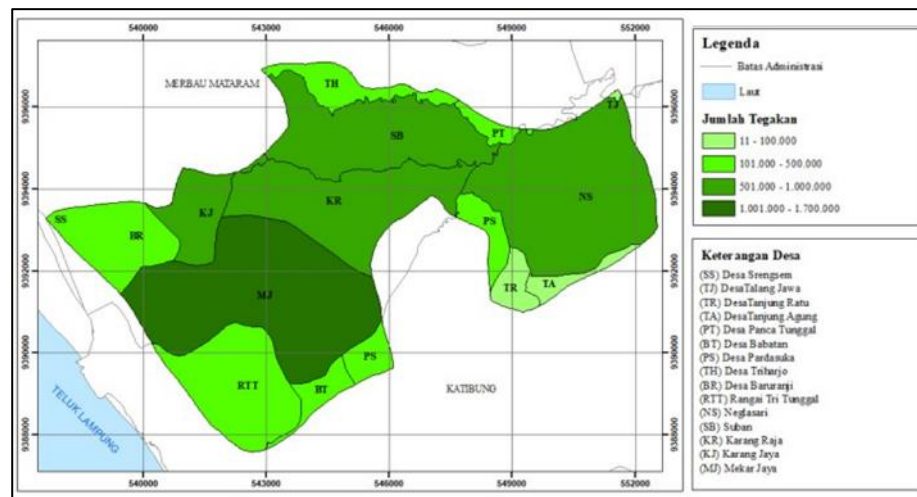 540000 543000 546000 549000 552000
MERBAU MATARAM
TH
TJ
9396000 9396000
PT
SB
9394000 9394000
KJ KR NS
PS
SS
BR
9392000 9392000
MJ TR TA
9390000 9390000
PS
RTT BT KATIBUNG
TELUK LAMPUNG
9388000 9388000
540000 543000 546000 549000 552000
Legenda
Batas Administrasi
Laut
Jumlah Tegakan
11 - 100.000
101.000 - 500.000
501.000 - 1.000.000
1.001.000 - 1.700.000
Keterangan Desa
(SS) Desa Srengsem
(TJ) DesaTalang Jawa
(TR) DesaTanjung Ratu
(TA) DesaTanjung Agung
(PT) Desa Panca Tunggal
(BT) Desa Babatan
(PS) Desa Pardasuka
(TH) Desa Triharjo
(BR) Desa Baruranji
(RTT) Rangai Tri Tunggal
(NS) Neglasari
(SB) Suban
(KR) Karang Raja
(KJ) Karang Jaya
(MJ) Mekar Jaya